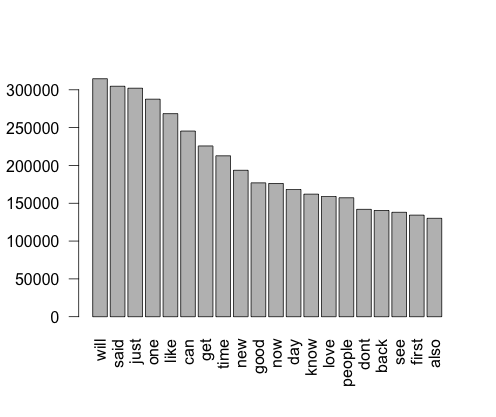 300000
250000
200000
150000
100000
50000
0
will
said
just
one
like
can
get
time
new
good
now
day
know
love
people
dont
back
see
first
also